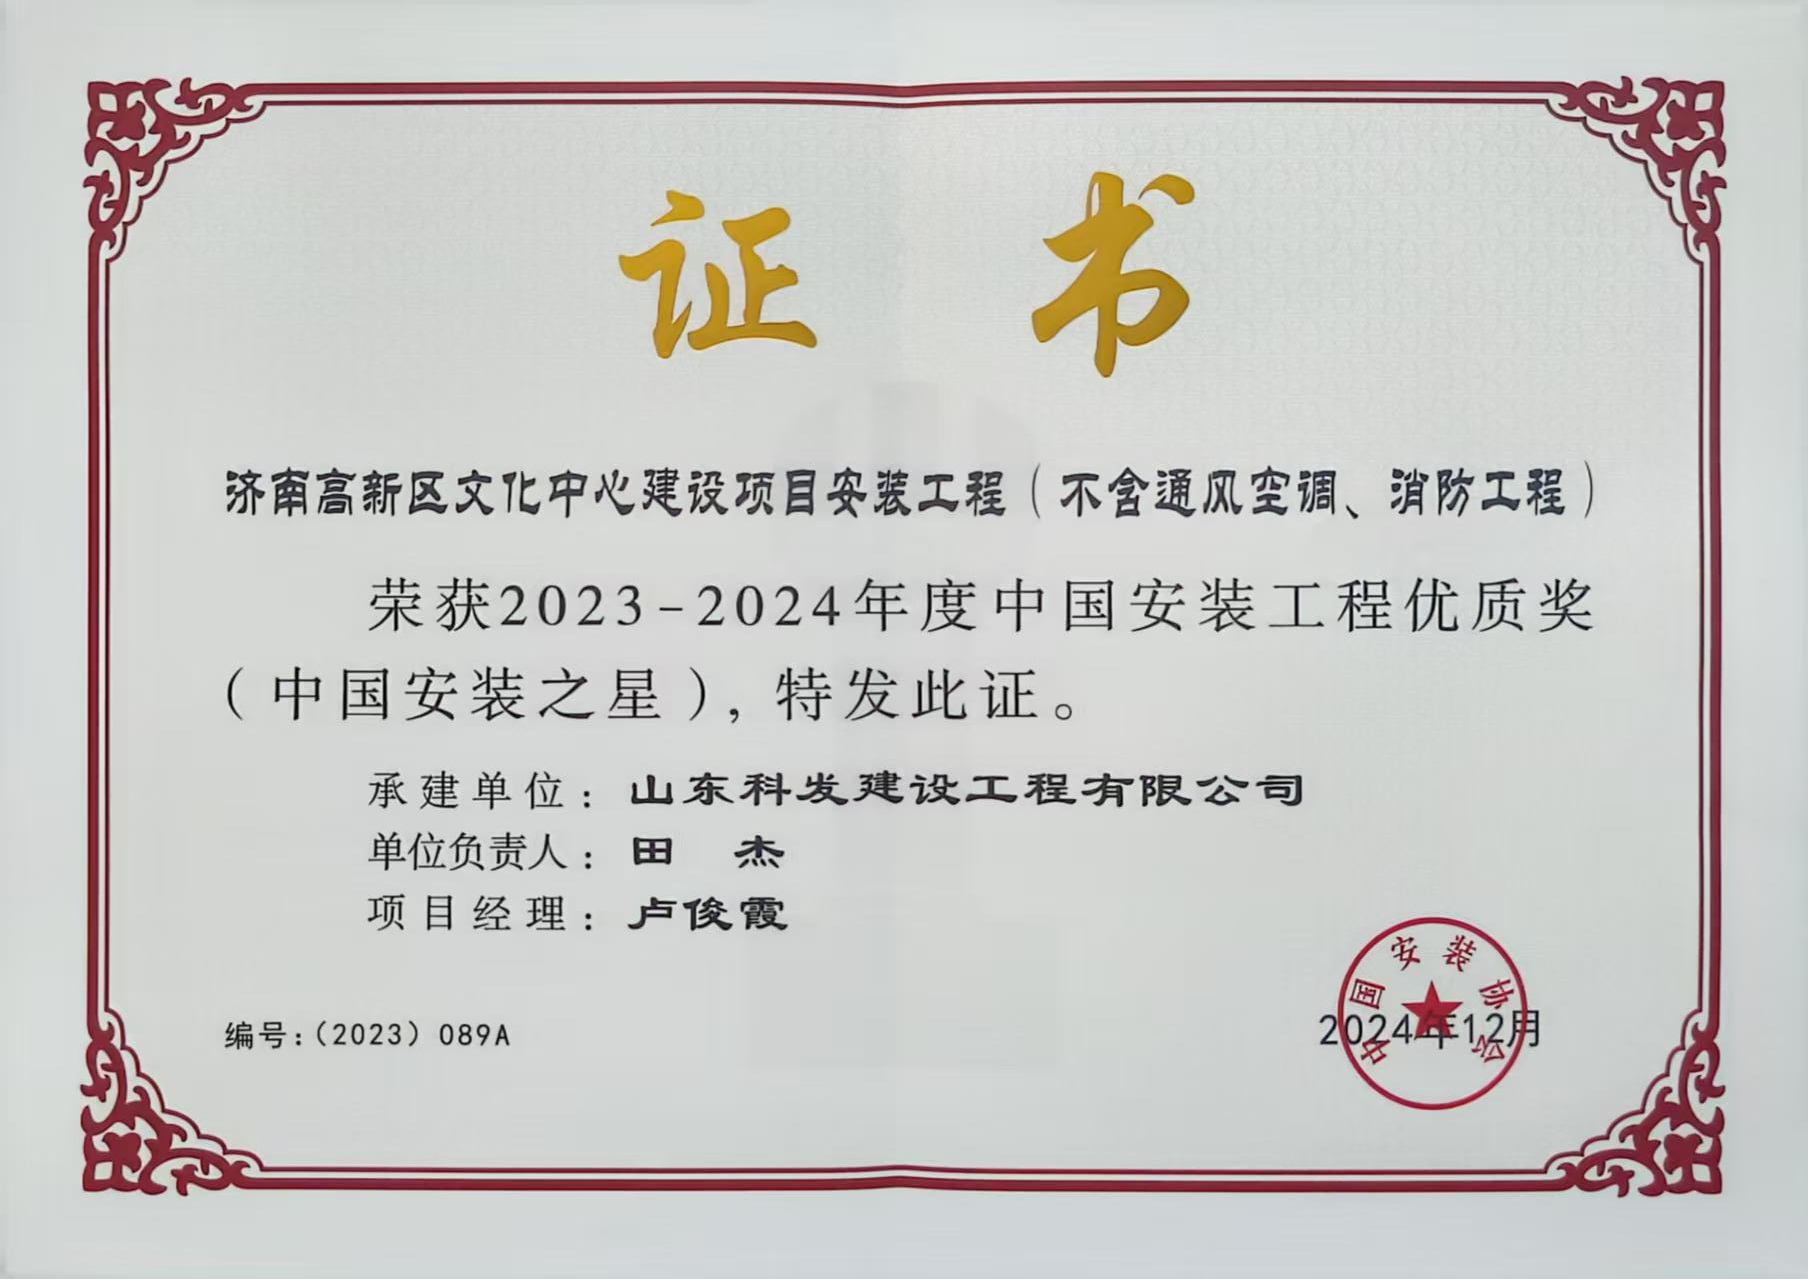 证书
济南高新区文化中心建设项目安装工程（不含通风空调、消防工程）
荣获2023-2024年度中国安装工程优质奖
（中国安装之星），特发此证。
承建单位：山东科发建设工程有限公司
单位负责人：田 杰
项目经理：卢俊霞
编号：（2023）089A
2024年12月
中国安装协会